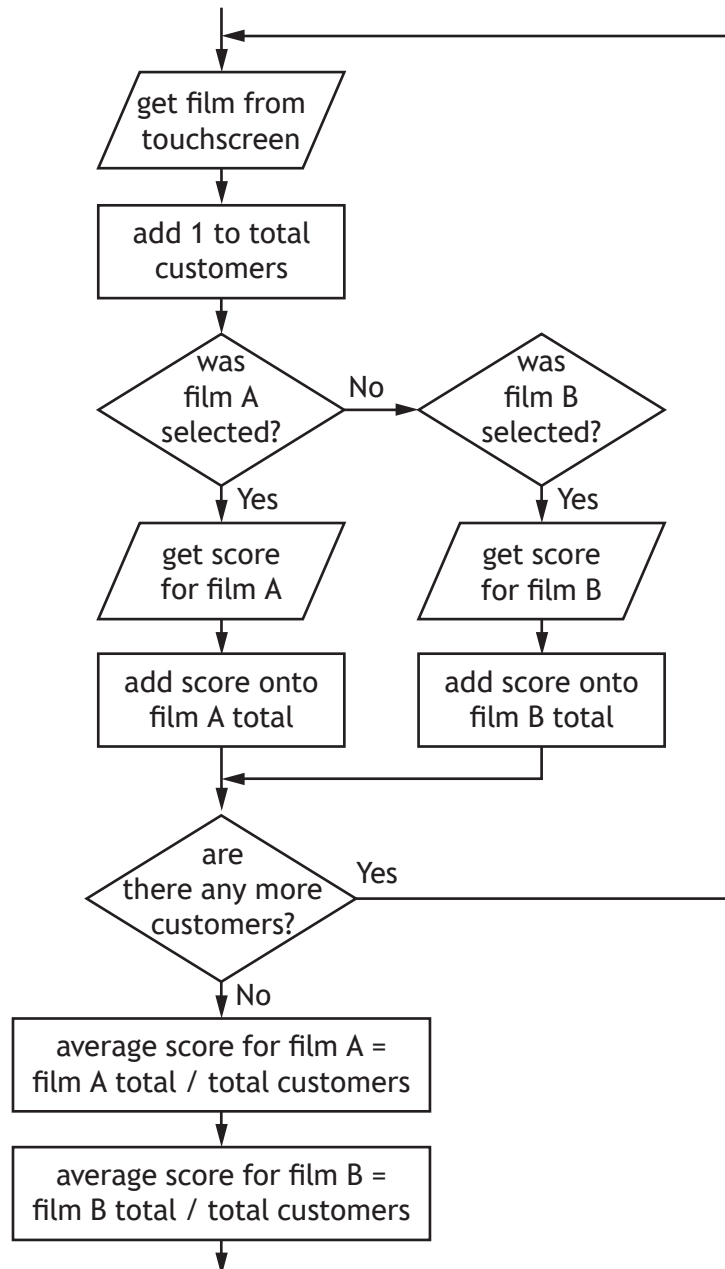 get film from
touchscreen
add 1 to total
customers
was
film A
selected?
No
was
film B
selected?
Yes
Yes
get score
for film A
get score
for film B
add score onto
film A total
add score onto
film B total
are
there any more
customers?
Yes
No
average score for film A =
film A total / total customers
average score for film B =
film B total / total customers